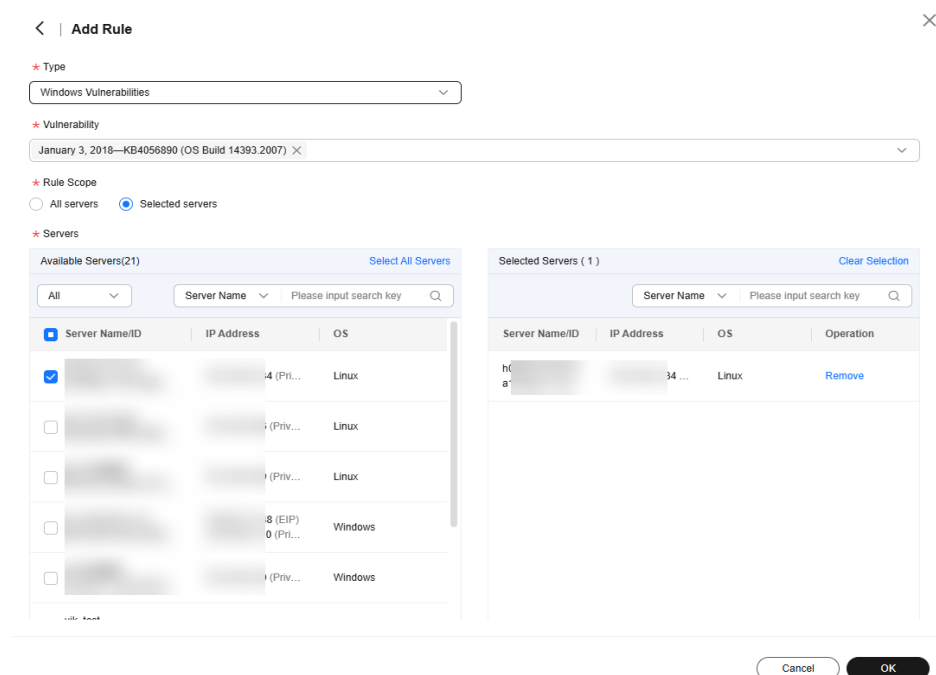 Add Rule
* Type
Windows Vulnerabilities
* Vulnerability
January 3, 2018—KB4056890 (OS Build 14393.2007)
* Rule Scope
All servers Selected servers
* Servers
Available Servers(21) Select All Servers Selected Servers ( 1 ) Clear Selection
All Server Name Please input search key Server Name Please input search key
Server Name/ID IP Address OS Server Name/ID IP Address OS Operation
4 (Pri... Linux 34 ... Linux Remove
(Priv... Linux
(Priv... Linux
8 (EIP)
0 (Pri... Windows
(Priv... Windows
Cancel OK